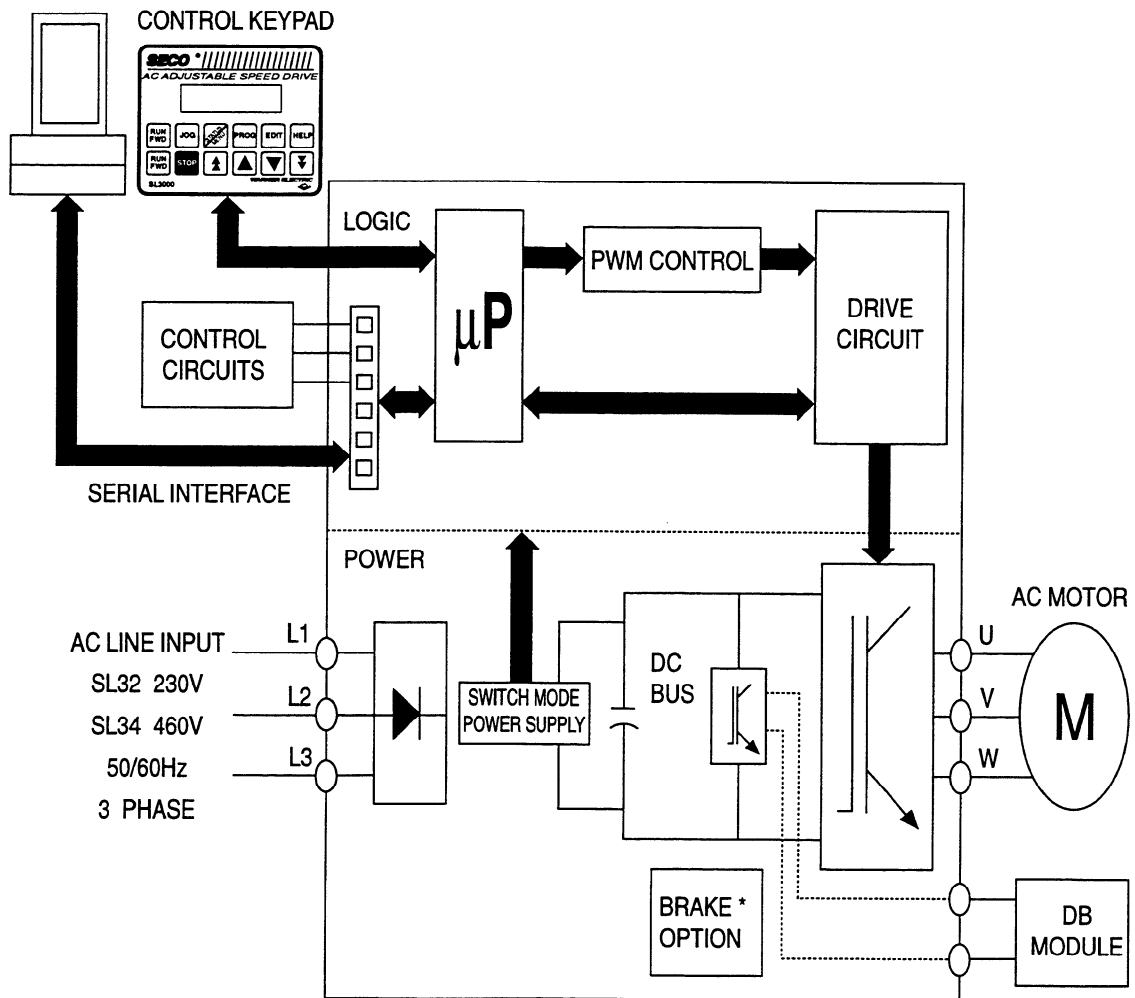 CONTROL KEYPAD
SECO *
AC ADJUSTABLE SPEED DRIVE
RUN FWD
JOG
PROG
EDIT
HELP
RUN FWD
STOP
SL3000
WARNER ELECTRIC
LOGIC
µP
PWM CONTROL
DRIVE
CIRCUIT
CONTROL
CIRCUITS
SERIAL INTERFACE
POWER
AC LINE INPUT
SL32 230V
SL34 460V
50/60Hz
3 PHASE
L1
L2
L3
SWITCH MODE
POWER SUPPLY
DC
BUS
AC MOTOR
U
V
W
M
BRAKE *
OPTION
DB
MODULE